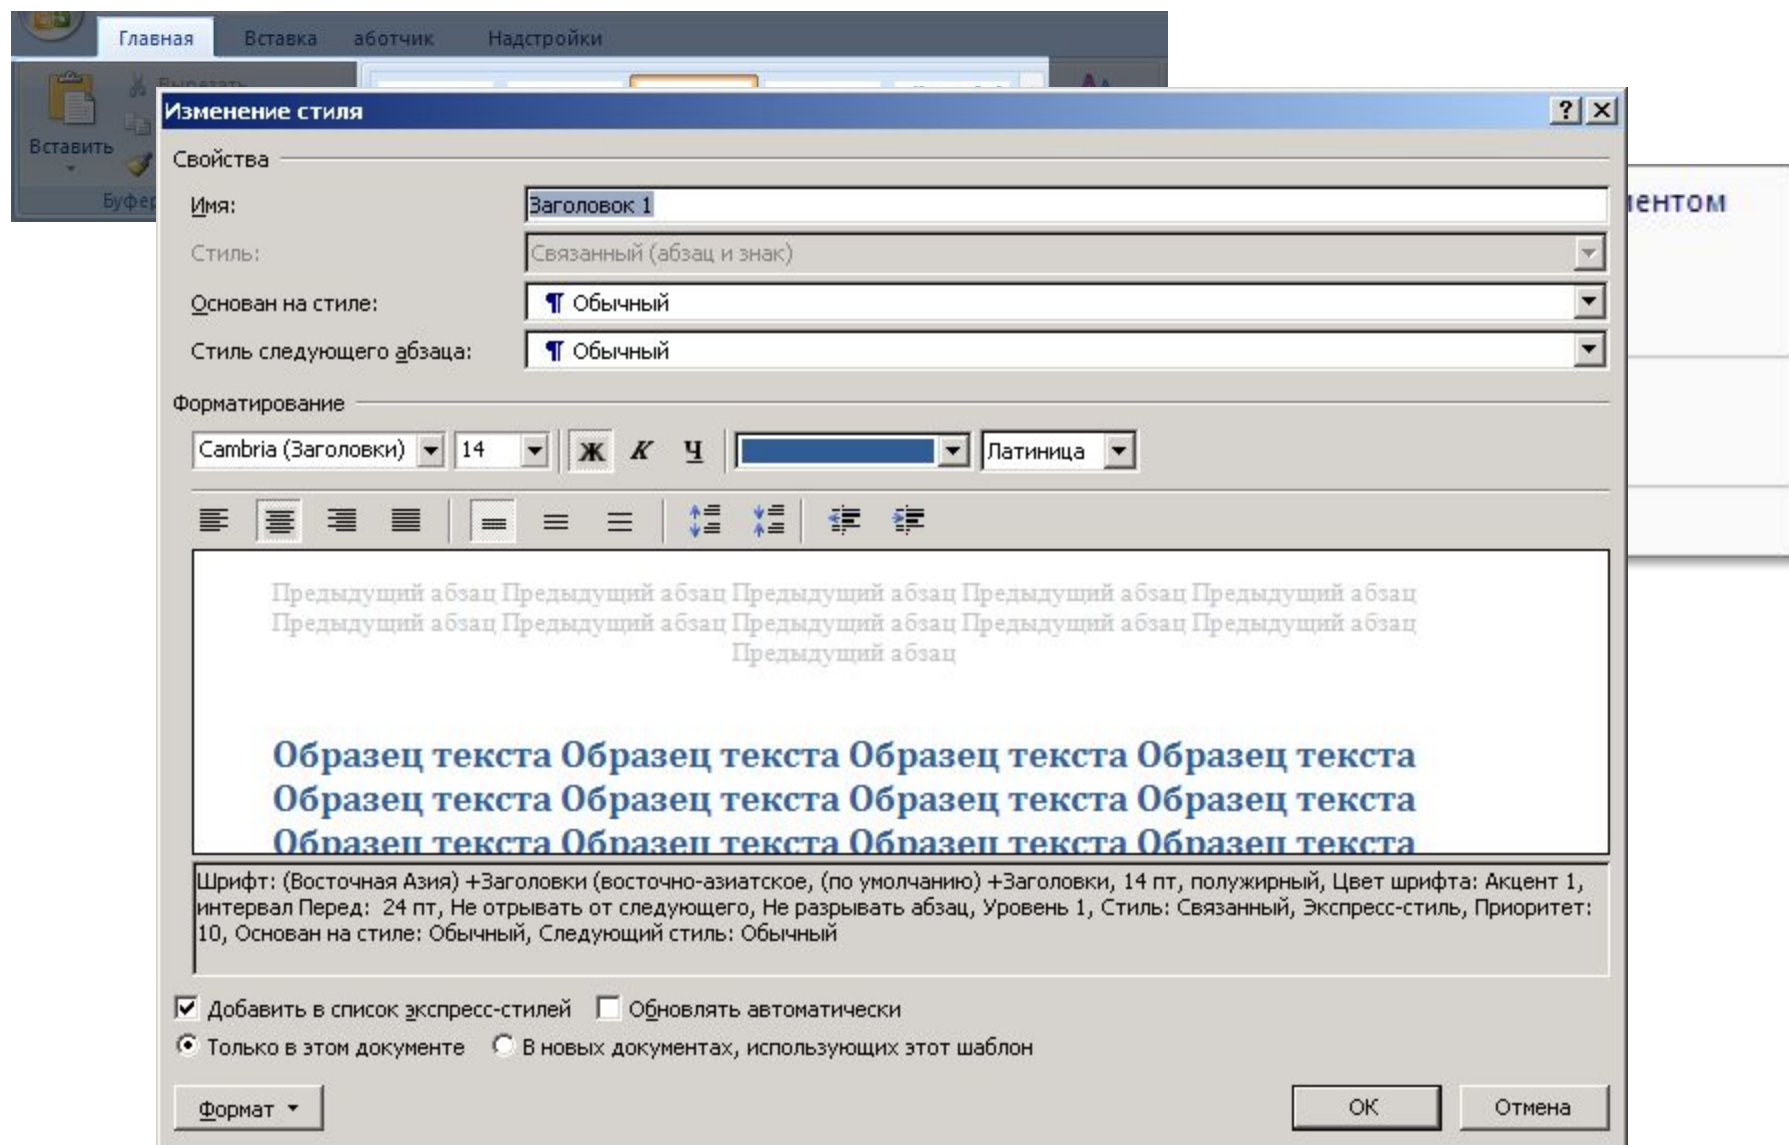 Главная Вставка аботчик Надстройки
Вырезать
Вставить
Буфер
Изменение стиля
Свойства
Имя: Заголовок 1
Стиль: Связанный (абзац и знак)
Основан на стиле: ¶ Обычный
Стиль следующего абзаца: ¶ Обычный
Форматирование
Cambria (Заголовки) 14 Ж К Ч Латиница
Предыдущий абзац Предыдущий абзац Предыдущий абзац Предыдущий абзац Предыдущий абзац
Предыдущий абзац Предыдущий абзац Предыдущий абзац Предыдущий абзац Предыдущий абзац
Предыдущий абзац
Образец текста Образец текста Образец текста Образец текста
Образец текста Образец текста Образец текста Образец текста
Образец текста Образец текста Образец текста Образец текста
Шрифт: (Восточная Азия) +Заголовки (восточно-азиатское, (по умолчанию) +Заголовки, 14 пт, полужирный, Цвет шрифта: Акцент 1,
интервал Перед: 24 пт, Не отрывать от следующего, Не разрывать абзац, Уровень 1, Стиль: Связанный, Экспресс-стиль, Приоритет:
10, Основан на стиле: Обычный, Следующий стиль: Обычный
Добавить в список экспресс-стилей Обновлять автоматически
Только в этом документе В новых документах, использующих этот шаблон
Формат OK Отмена
ментом